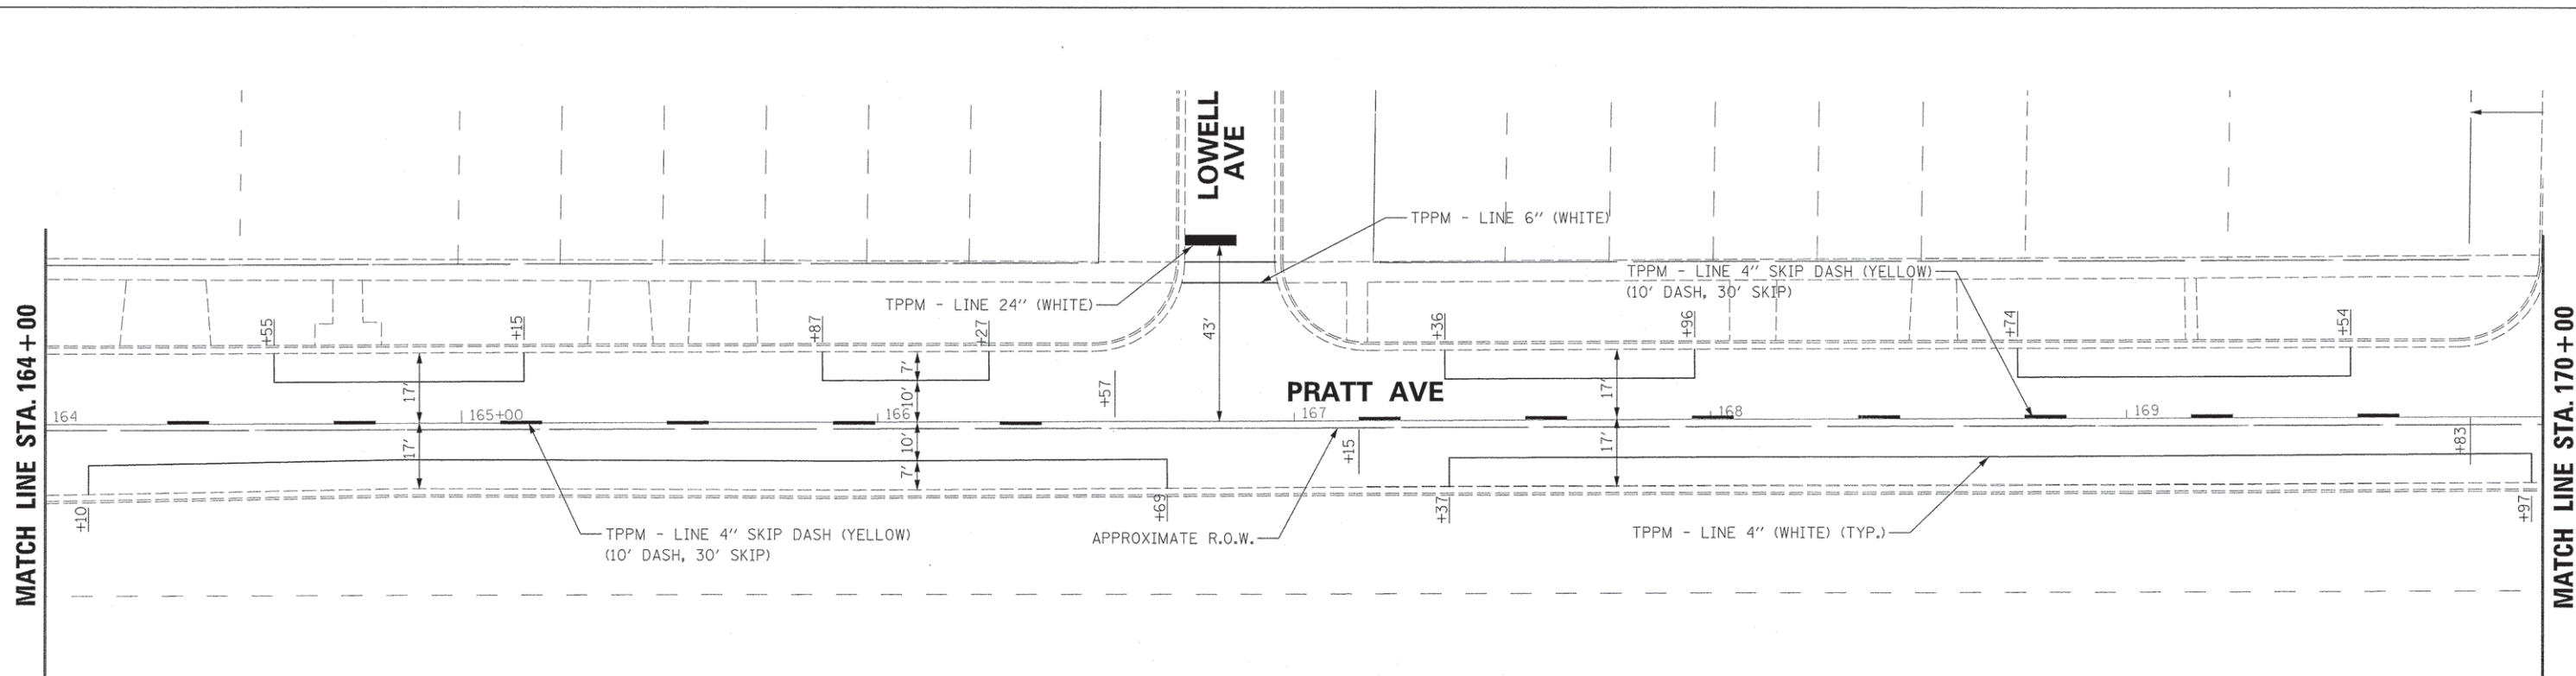 LOWELL
AVE
TPPM - LINE 6" (WHITE)
TPPM - LINE 4" SKIP DASH (YELLOW)
(10' DASH, 30' SKIP)
TPPM - LINE 24" (WHITE)
43'
+55
+15
+87
+27
+36
+96
+74
+54
MATCH LINE STA. 164+00
MATCH LINE STA. 170+00
17'
7'
10'
+57
PRATT AVE
17'
164
165+00
166
167
168
169
17'
10'
7'
+15
17'
+83
+10
+69
+37
+97
TPPM - LINE 4" SKIP DASH (YELLOW)
(10' DASH, 30' SKIP)
APPROXIMATE R.O.W.
TPPM - LINE 4" (WHITE) (TYP.)